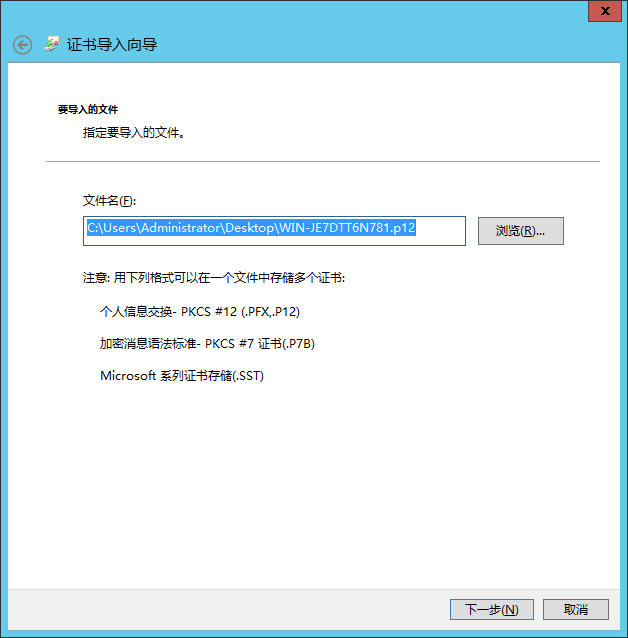 x
证书导入向导
要导入的文件
指定要导入的文件。
文件名(F):
C:\Users\Administrator\Desktop\WIN-JE7DTT6N781.p12
浏览(R)...
注意: 用下列格式可以在一个文件中存储多个证书:
个人信息交换- PKCS #12 (.PFX,.P12)
加密消息语法标准- PKCS #7 证书(.P7B)
Microsoft 系列证书存储(.SST)
下一步(N)
取消